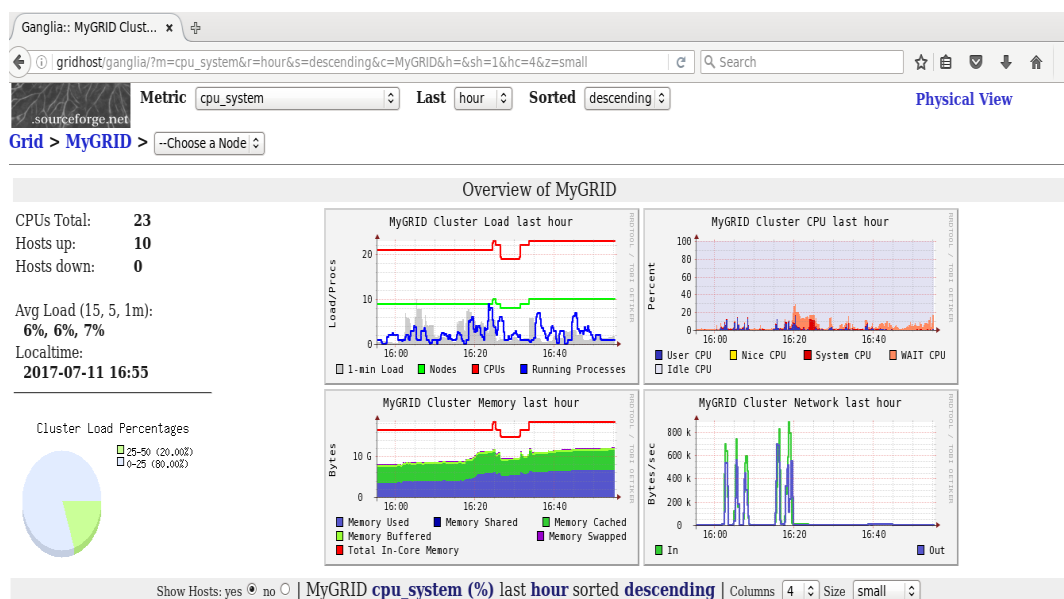 Ganglia:: MyGRID Clust...
gridhost/ganglia/?m=cpu_system&r=hour&s=descending&c=MyGRID&h=&sh=1&hc=4&z=small
Search
.sourceforge.net
Metric cpu_system Last hour Sorted descending Physical View
Grid > MyGRID > --Choose a Node
Overview of MyGRID
CPUs Total: 23
Hosts up: 10
Hosts down: 0
Avg Load (15, 5, 1m):
6%, 6%, 7%
Localtime:
2017-07-11 16:55
Cluster Load Percentages
25-50 (20.00%)
0-25 (80.00%)
MyGRID Cluster Load last hour
RRDTOOL / TOBI OETIKER
Load/Procs
20
10
0
16:00 16:20 16:40
1-min Load Nodes CPUs Running Processes
MyGRID Cluster CPU last hour
RRDTOOL / TOBI OETIKER
Percent
100
80
60
40
20
0
16:00 16:20 16:40
User CPU Nice CPU System CPU WAIT CPU
Idle CPU
MyGRID Cluster Memory last hour
RRDTOOL / TOBI OETIKER
Bytes
10 G
0
16:00 16:20 16:40
Memory Used Memory Shared Memory Cached
Memory Buffered Memory Swapped
Total In-Core Memory
MyGRID Cluster Network last hour
RRDTOOL / TOBI OETIKER
Bytes/sec
800 k
600 k
400 k
200 k
0
16:00 16:20 16:40
In Out
Show Hosts: yes no | MyGRID cpu_system (%) last hour sorted descending | Columns 4 Size small